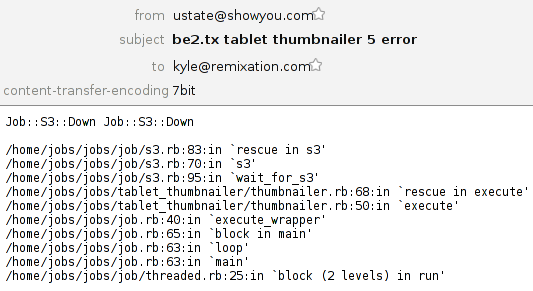 from ustate@showyou.com
subject be2.tx tablet thumbnailer 5 error
to kyle@remixation.com
content-transfer-encoding 7bit
Job::S3::Down Job::S3::Down
/home/jobs/jobs/job/s3.rb:83:in `rescue in s3'
/home/jobs/jobs/job/s3.rb:70:in `s3'
/home/jobs/jobs/job/s3.rb:95:in `wait_for_s3'
/home/jobs/jobs/tablet_thumbnailer/thumbnailer.rb:68:in `rescue in execute'
/home/jobs/jobs/tablet_thumbnailer/thumbnailer.rb:50:in `execute'
/home/jobs/jobs/job.rb:40:in `execute_wrapper'
/home/jobs/jobs/job.rb:65:in `block in main'
/home/jobs/jobs/job.rb:63:in `loop'
/home/jobs/jobs/job.rb:63:in `main'
/home/jobs/jobs/job/threaded.rb:25:in `block (2 levels) in run'